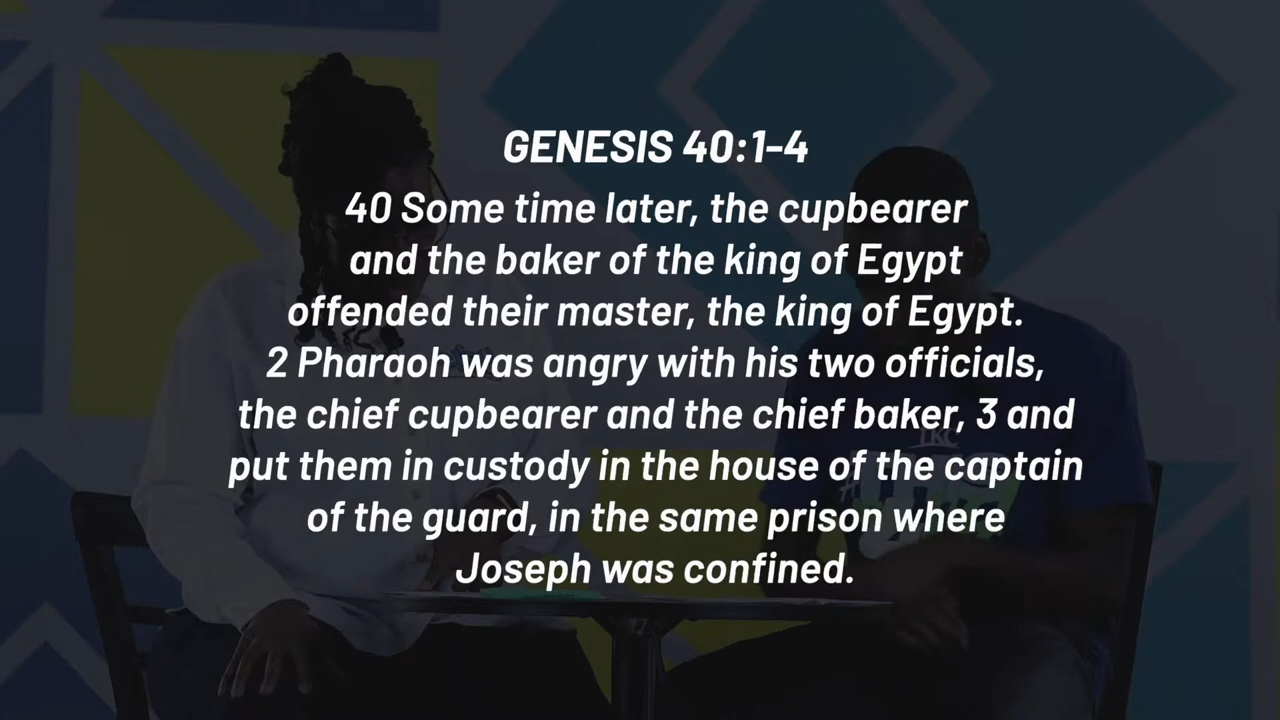 GENESIS 40:1-4
40 Some time later, the cupbearer
and the baker of the king of Egypt
offended their master, the king of Egypt.
2 Pharaoh was angry with his two officials,
the chief cupbearer and the chief baker, 3 and
put them in custody in the house of the captain
of the guard, in the same prison where
Joseph was confined.
LKC